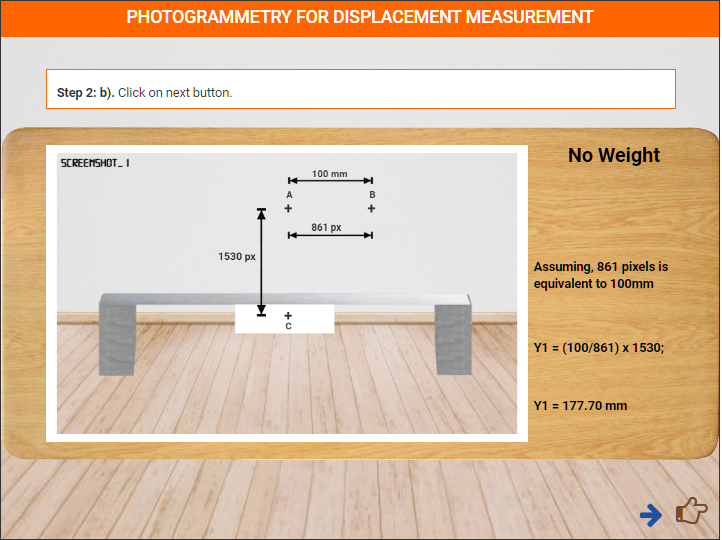 PHOTOGRAMMETRY FOR DISPLACEMENT MEASUREMENT
Step 2: b). Click on next button.
SCREENSHOT_1
No Weight
100 mm
A B
861 px
1530 px
C
Assuming, 861 pixels is
equivalent to 100mm
Y1 = (100/861) x 1530;
Y1 = 177.70 mm